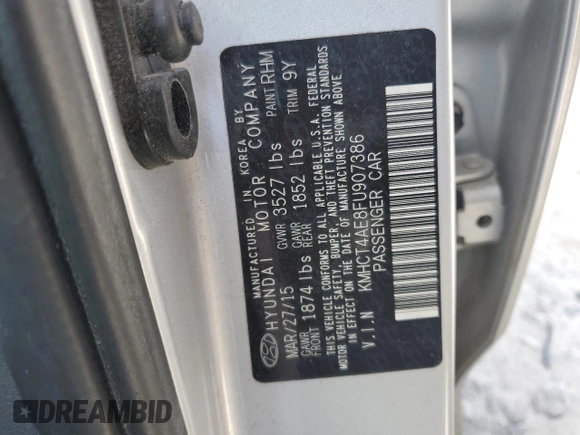 MANUFACTURED IN KOREA BY
HYUNDAI MOTOR COMPANY
MAR/27/15 GVWR 3527 lbs PAINT RHM
GAWR FRONT 1874 lbs GAWR REAR 1852 lbs TRIM 9Y
THIS VEHICLE CONFORMS TO ALL APPLICABLE U.S.A. FEDERAL
MOTOR VEHICLE SAFETY, BUMPER, AND THEFT PREVENTION STANDARDS
IN EFFECT ON THE DATE OF MANUFACTURE SHOWN ABOVE
V.I.N KMHCT4AE8FU907386
PASSENGER CAR
DREAMBID